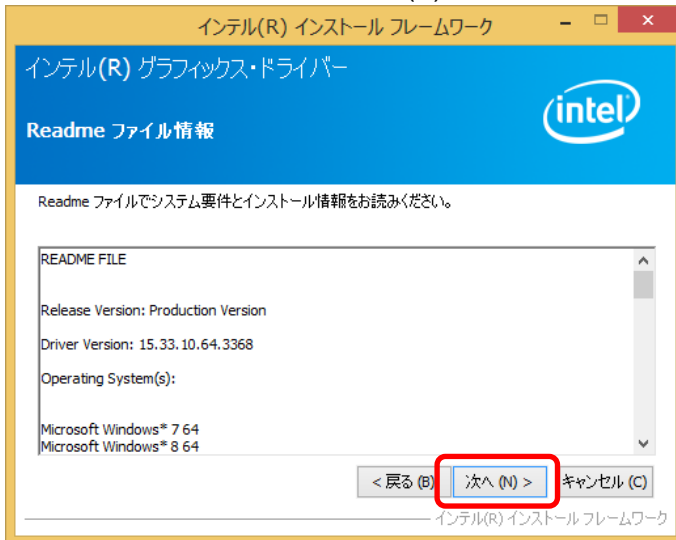 インテル(R) インストール フレームワーク
インテル(R) グラフィックス・ドライバー
Readme ファイル情報
intel
Readme ファイルでシステム要件とインストール情報をお読みください。
README FILE
Release Version: Production Version
Driver Version: 15.33.10.64.3368
Operating System(s):
Microsoft Windows* 7 64
Microsoft Windows* 8 64
< 戻る (B) 次へ (N) > キャンセル (C)
インテル(R) インストール フレームワーク